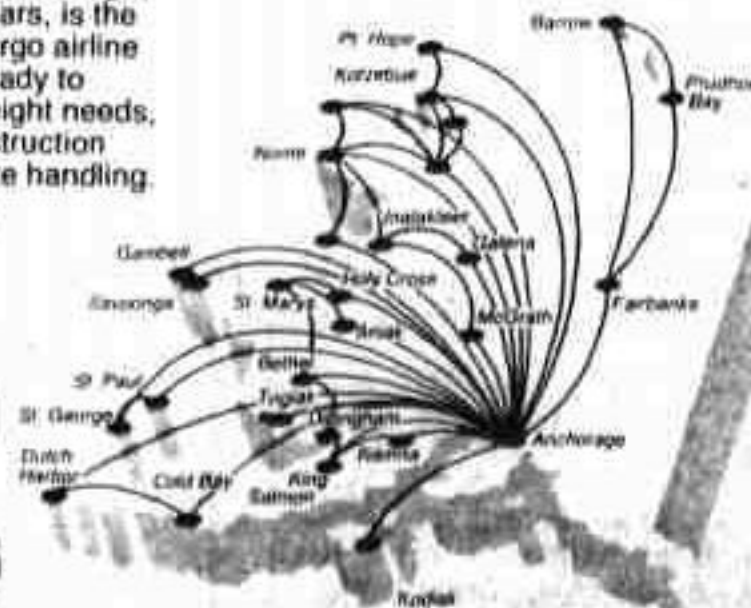 ars, is the
rgo airline
ady to
eight needs,
struction
e handling.
Barrow
Pt. Hope
Kotzebue
Prudhoe
Bay
Nome
Unalakleet
Galena
Gambell
Savoonga
Holy Cross
St. Marys
McGrath
Fairbanks
Aniak
Bethel
St. Paul
Togiak
St. George
Dillingham
Anchorage
Iliamna
Dutch
Harbor
Cold Bay
King
Salmon
Kodiak